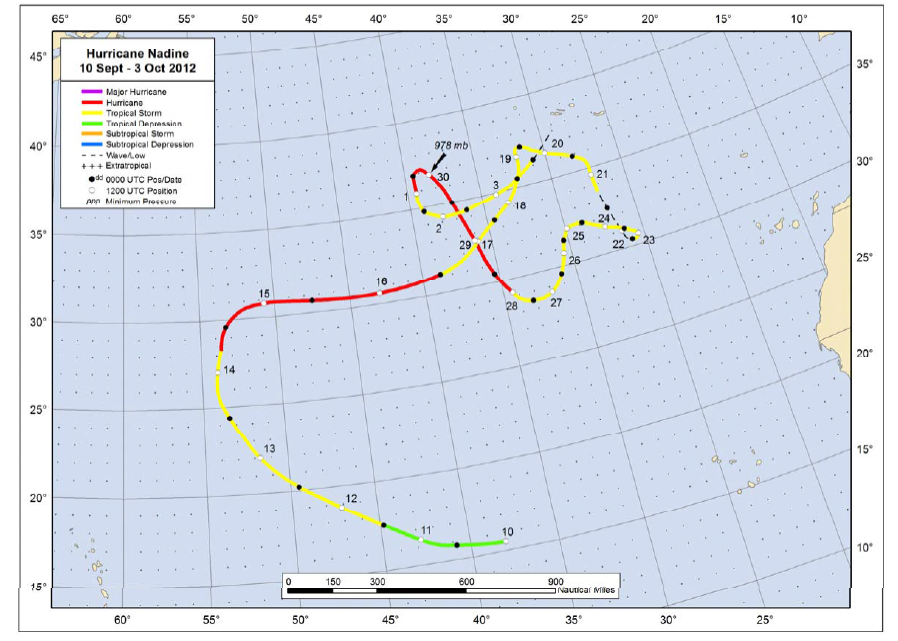 65° 60° 55° 50° 45° 40° 35° 30° 25° 20° 15° 10°
Hurricane Nadine
10 Sept - 3 Oct 2012
Major Hurricane
Hurricane
Tropical Storm
Tropical Depression
Subtropical Storm
Subtropical Depression
Wave/Low
+++ Extratropical
dd 0000 UTC Pos/Date
1200 UTC Position
ppp Minimum Pressure
45°
35°
40°
978 mb
20
19
30°
30
21
3
1
18
24
2
35°
25
29
17
22
23
25°
26
16
15
28
27
30°
20°
14
25°
13
15°
20°
12
11
10
10°
15°
0 150 300 600 900
Nautical Miles
60° 55° 50° 45° 40° 35° 30° 25°